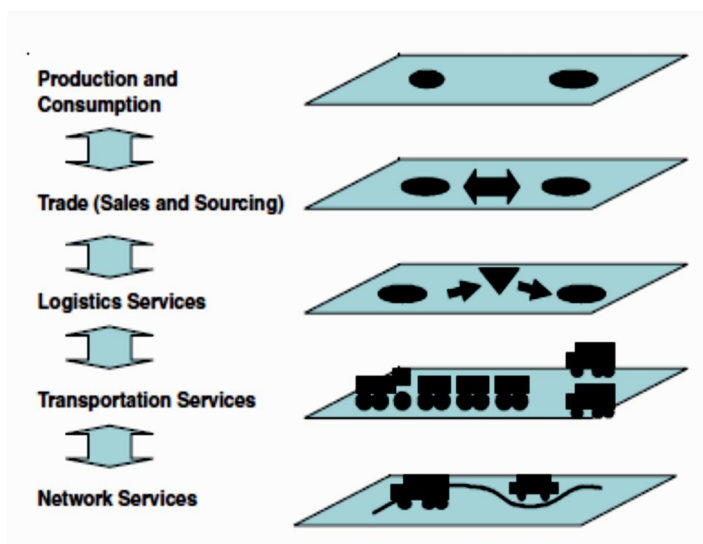 Production and
Consumption
Trade (Sales and Sourcing)
Logistics Services
Transportation Services
Network Services